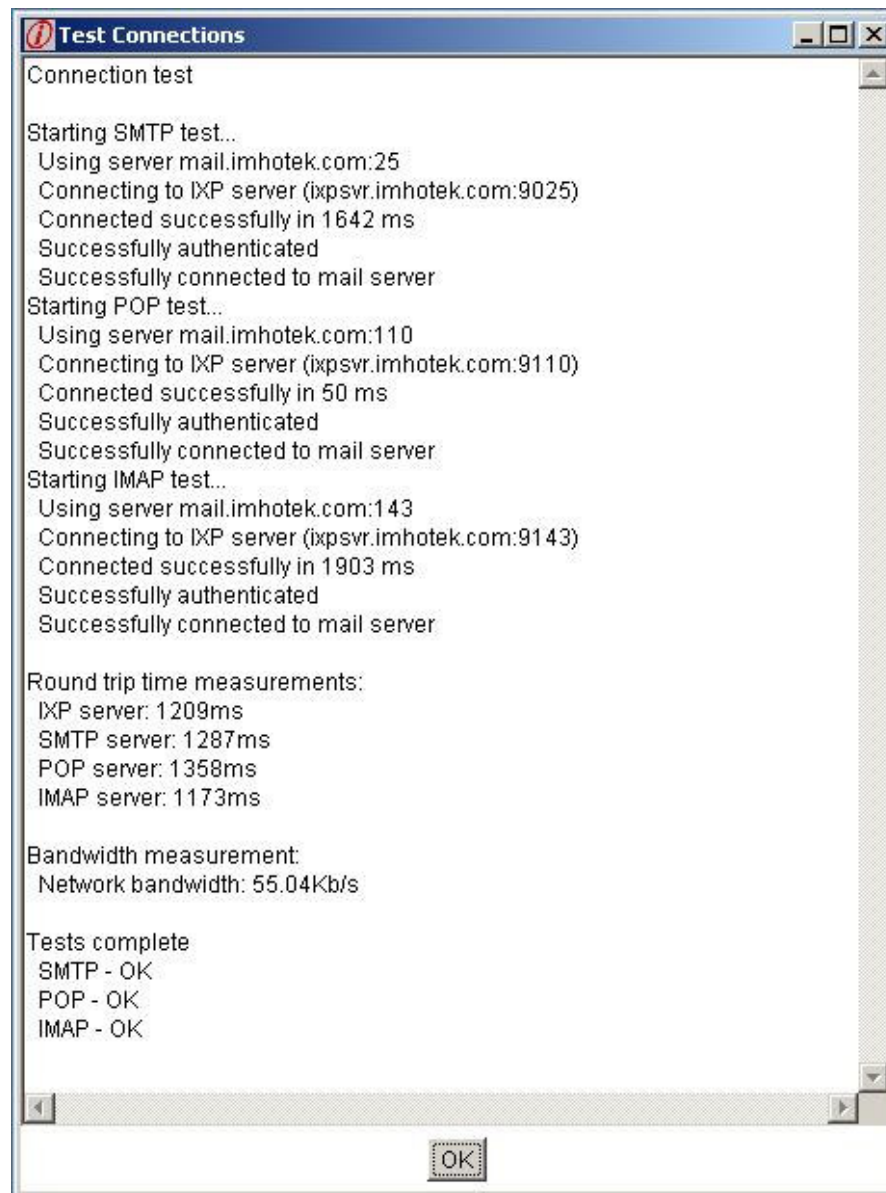 Test Connections
Connection test
Starting SMTP test...
Using server mail.imhotek.com:25
Connecting to IXP server (ixpsvr.imhotek.com:9025)
Connected successfully in 1642 ms
Successfully authenticated
Successfully connected to mail server
Starting POP test...
Using server mail.imhotek.com:110
Connecting to IXP server (ixpsvr.imhotek.com:9110)
Connected successfully in 50 ms
Successfully authenticated
Successfully connected to mail server
Starting IMAP test...
Using server mail.imhotek.com:143
Connecting to IXP server (ixpsvr.imhotek.com:9143)
Connected successfully in 1903 ms
Successfully authenticated
Successfully connected to mail server
Round trip time measurements:
IXP server: 1209ms
SMTP server: 1287ms
POP server: 1358ms
IMAP server: 1173ms
Bandwidth measurement:
Network bandwidth: 55.04Kb/s
Tests complete
SMTP - OK
POP - OK
IMAP - OK
OK